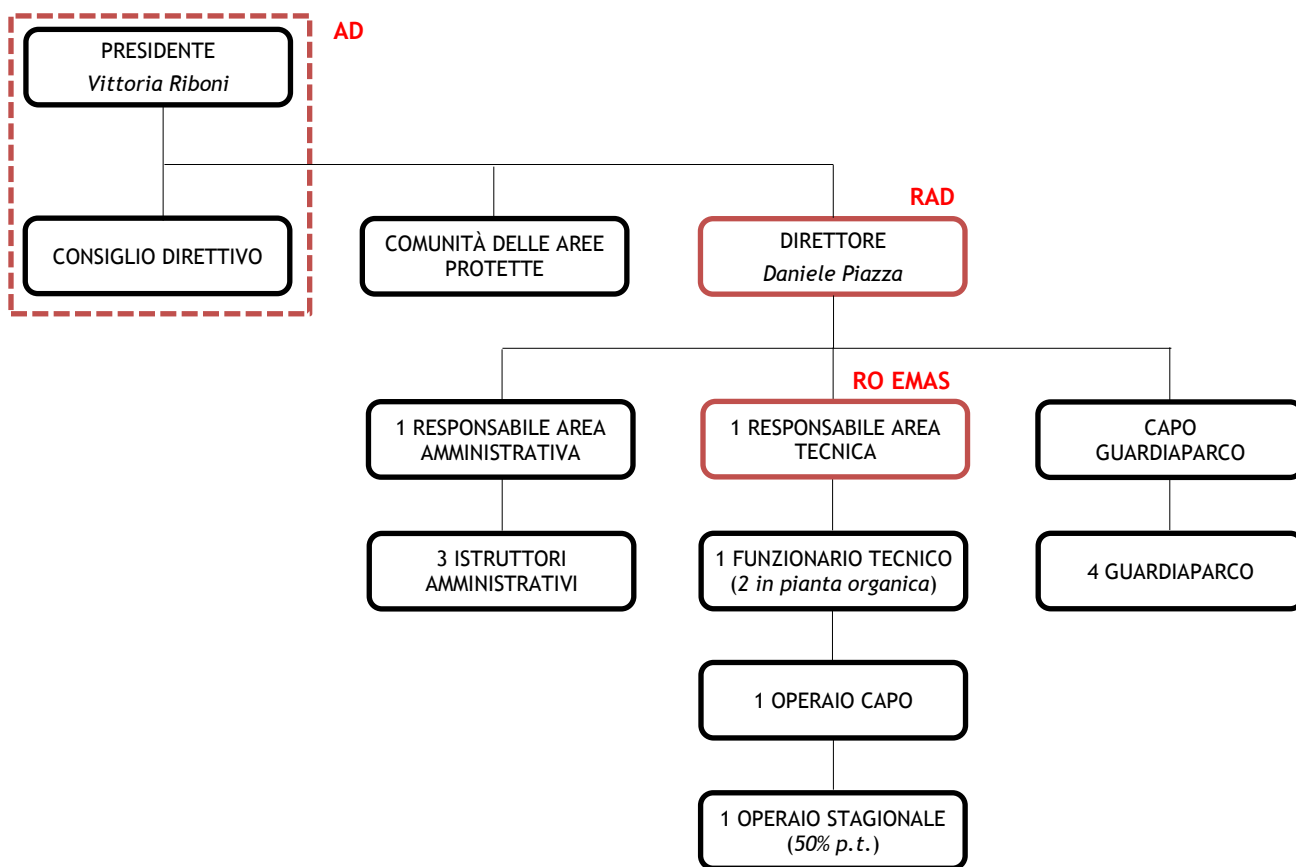 AD
PRESIDENTE
Vittoria Riboni
CONSIGLIO DIRETTIVO
COMUNITÀ DELLE AREE
PROTETTE
RAD
DIRETTORE
Daniele Piazza
RO EMAS
1 RESPONSABILE AREA
AMMINISTRATIVA
1 RESPONSABILE AREA
TECNICA
CAPO
GUARDIAPARCO
3 ISTRUTTORI
AMMINISTRATIVI
1 FUNZIONARIO TECNICO
(2 in pianta organica)
4 GUARDIAPARCO
1 OPERAIO CAPO
1 OPERAIO STAGIONALE
(50% p.t.)